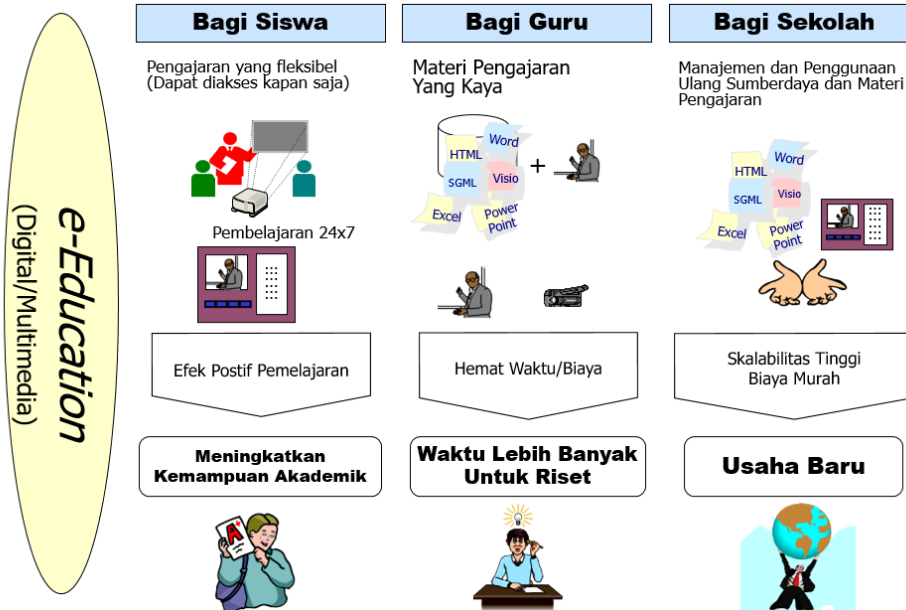 e-Education
(Digital/Multimedia)
Bagi Siswa
Pengajaran yang fleksibel
(Dapat diakses kapan saja)
Pembelajaran 24x7
Efek Postif Pemelajaran
Meningkatkan
Kemampuan Akademik
A+
Bagi Guru
Materi Pengajaran
Yang Kaya
Word
HTML
+
SGML
Visio
Excel
Power
Point
Hemat Waktu/Biaya
Waktu Lebih Banyak
Untuk Riset
Bagi Sekolah
Manajemen dan Penggunaan
Ulang Sumberdaya dan Materi
Pengajaran
Word
HTML
SGML
Visio
Excel
Power
Point
Skalabilitas Tinggi
Biaya Murah
Usaha Baru